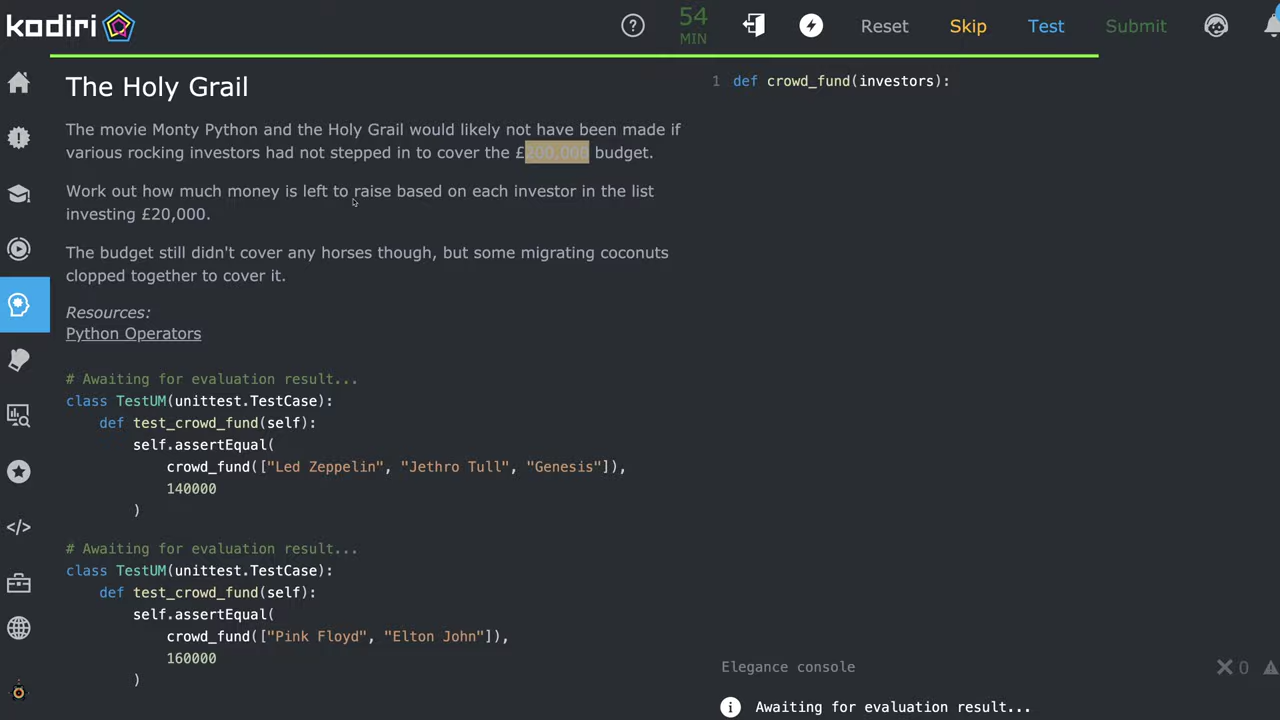 kodiri
54
MIN
Reset
Skip
Test
Submit
The Holy Grail
The movie Monty Python and the Holy Grail would likely not have been made if
various rocking investors had not stepped in to cover the £200,000 budget.
Work out how much money is left to raise based on each investor in the list
investing £20,000.
The budget still didn't cover any horses though, but some migrating coconuts
clopped together to cover it.
Resources:
Python Operators
# Awaiting for evaluation result...
class TestUM(unittest.TestCase):
def test_crowd_fund(self):
self.assertEqual(
crowd_fund(["Led Zeppelin", "Jethro Tull", "Genesis"]),
140000
)
# Awaiting for evaluation result...
class TestUM(unittest.TestCase):
def test_crowd_fund(self):
self.assertEqual(
crowd_fund(["Pink Floyd", "Elton John"]),
160000
)
1 def crowd_fund(investors):
Elegance console
0
Awaiting for evaluation result...